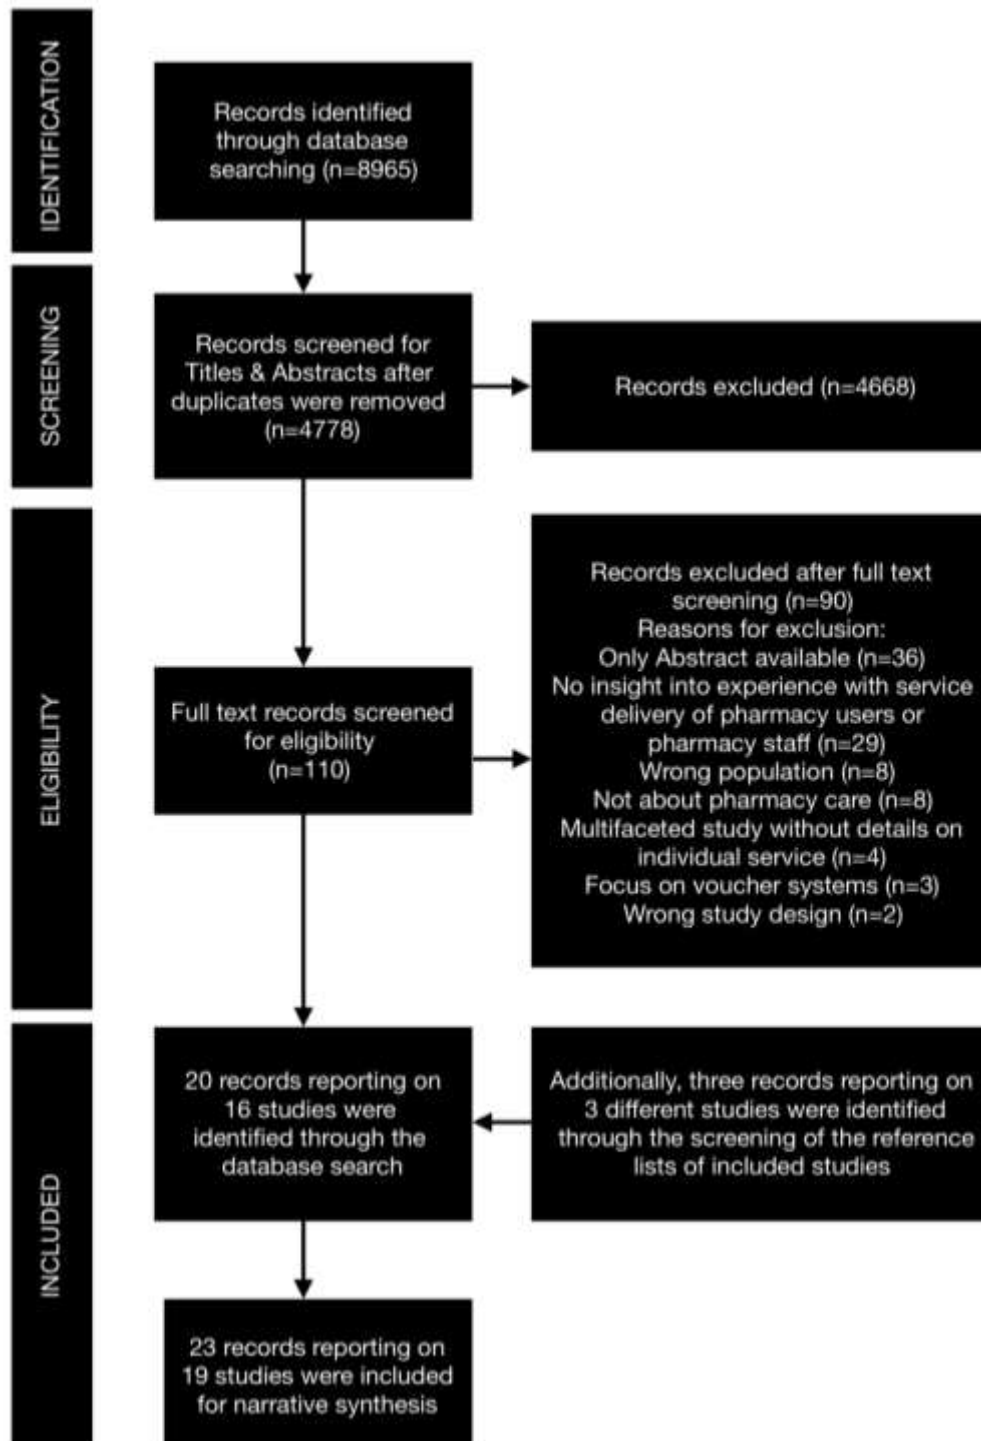 IDENTIFICATION
Records identified
through database
searching (n=8965)
SCREENING
Records screened for
Titles & Abstracts after
duplicates were removed
(n=4778)
Records excluded (n=4668)
ELIGIBILITY
Full text records screened
for eligibility
(n=110)
Records excluded after full text
screening (n=90)
Reasons for exclusion:
Only Abstract available (n=36)
No insight into experience with service
delivery of pharmacy users or
pharmacy staff (n=29)
Wrong population (n=8)
Not about pharmacy care (n=8)
Multifaceted study without details on
individual service (n=4)
Focus on voucher systems (n=3)
Wrong study design (n=2)
INCLUDED
20 records reporting on
16 studies were
identified through the
database search
Additionally, three records reporting on
3 different studies were identified
through the screening of the reference
lists of included studies
23 records reporting on
19 studies were included
for narrative synthesis